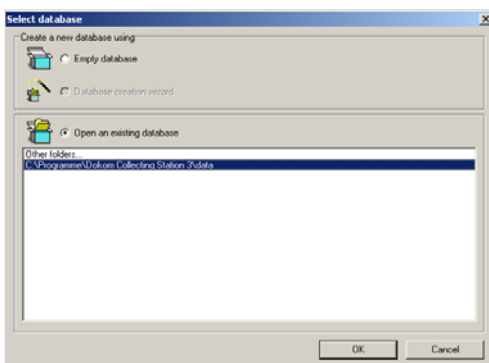 Select database
Create a new database using
Empty database
Database creation wizard
Open an existing database
Other folders...
C:\Programme\Dokom Collecting Station 3\data
OK
Cancel